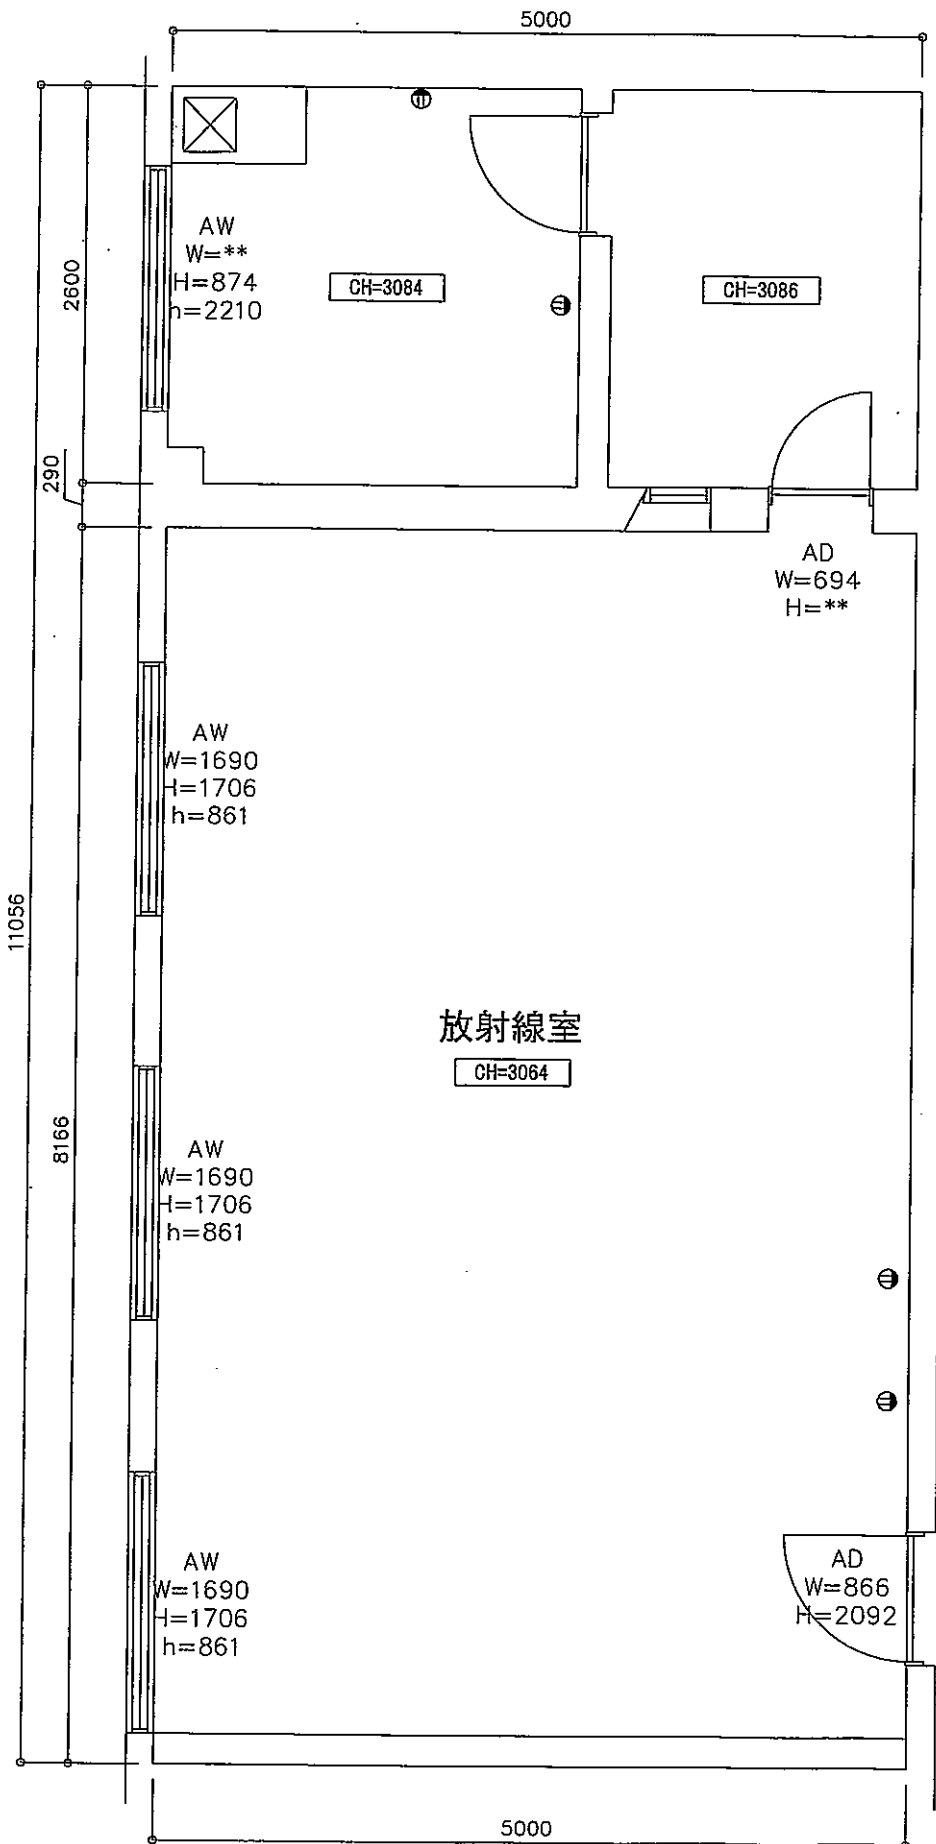 5000
AW
W=**
H=874
h=2210
CH=3084
CH=3086
2600
290
AD
W=694
H=**
AW
W=1690
H=1706
h=861
11056
放射線室
CH=3064
8166
AW
W=1690
H=1706
h=861
AW
W=1690
H=1706
h=861
AD
W=866
H=2092
5000